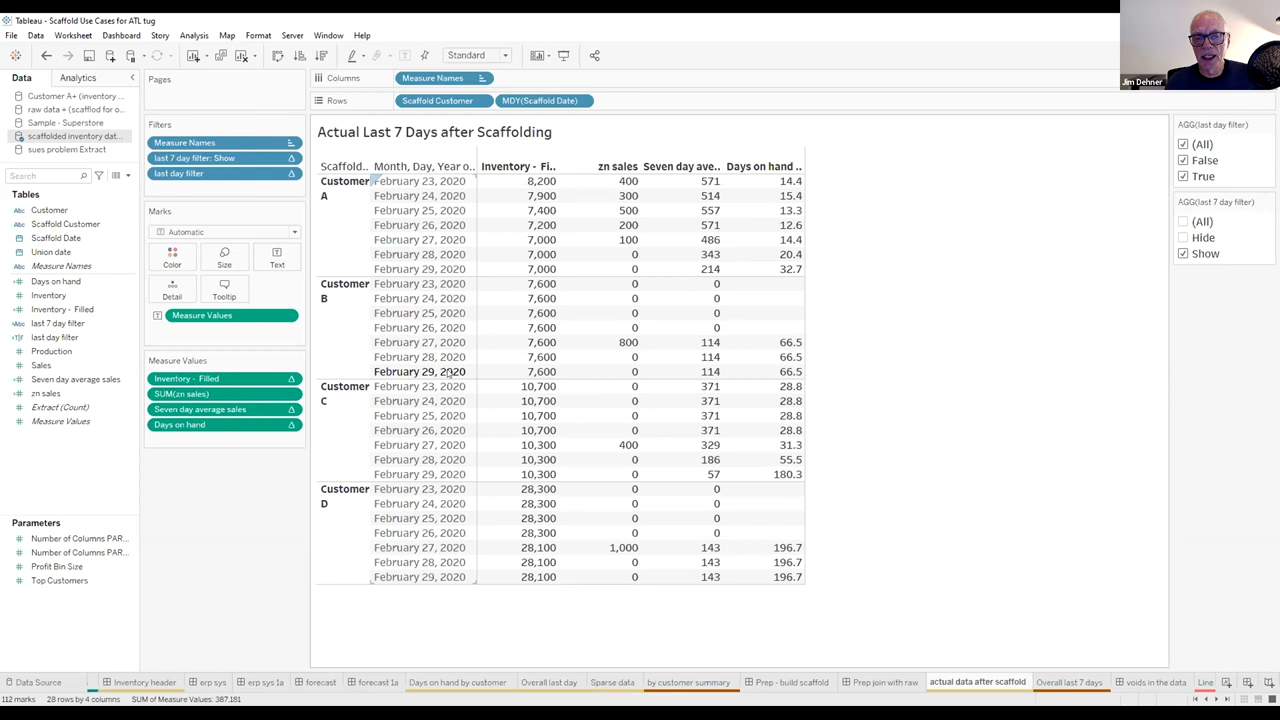 Tableau - Scaffold Use Cases for ATL tug
File Data Worksheet Dashboard Story Analysis Map Format Server Window Help
Standard
Jim Dehner
Data Analytics
Customer A+ (inventory ...
raw data + (scafflod for o...
Sample - Superstore
scaffolded inventory dat...
sues problem Extract
Search
Tables
Abc Customer
Abc Scaffold Customer
Scaffold Date
Union date
Abc Measure Names
Days on hand
Inventory
Inventory - Filled
last 7 day filter
last day filter
Production
Sales
Seven day average sales
zn sales
Extract (Count)
Measure Values
Parameters
Number of Columns PAR...
Number of Columns PAR...
Profit Bin Size
Top Customers
Pages
Filters
Measure Names
last 7 day filter: Show
last day filter
Marks
Automatic
Color Size Text
Detail Tooltip
Measure Values
Measure Values
Inventory - Filled
SUM(zn sales)
Seven day average sales
Days on hand
Columns Measure Names
Rows Scaffold Customer MDY(Scaffold Date)
Actual Last 7 Days after Scaffolding
Scaffold.. Month, Day, Year o.. Inventory - Fi.. zn sales Seven day ave.. Days on hand ..
Customer February 23, 2020 8,200 400 571 14.4
A February 24, 2020 7,900 300 514 15.4
February 25, 2020 7,400 500 557 13.3
February 26, 2020 7,200 200 571 12.6
February 27, 2020 7,000 100 486 14.4
February 28, 2020 7,000 0 343 20.4
February 29, 2020 7,000 0 214 32.7
Customer February 23, 2020 7,600 0 0
B February 24, 2020 7,600 0 0
February 25, 2020 7,600 0 0
February 26, 2020 7,600 0 0
February 27, 2020 7,600 800 114 66.5
February 28, 2020 7,600 0 114 66.5
February 29, 2020 7,600 0 114 66.5
Customer February 23, 2020 10,700 0 371 28.8
C February 24, 2020 10,700 0 371 28.8
February 25, 2020 10,700 0 371 28.8
February 26, 2020 10,700 0 371 28.8
February 27, 2020 10,300 400 329 31.3
February 28, 2020 10,300 0 186 55.5
February 29, 2020 10,300 0 57 180.3
Customer February 23, 2020 28,300 0 0
D February 24, 2020 28,300 0 0
February 25, 2020 28,300 0 0
February 26, 2020 28,300 0 0
February 27, 2020 28,100 1,000 143 196.7
February 28, 2020 28,100 0 143 196.7
February 29, 2020 28,100 0 143 196.7
AGG(last day filter)
(All)
False
True
AGG(last 7 day filter)
(All)
Hide
Show
Data Source Inventory header erp sys erp sys 1a forecast forecast 1a Days on hand by customer Overall last day Sparse data by customer summary Prep - build scaffold Prep join with raw actual data after scaffold Overall last 7 days voids in the data Line
112 marks 28 rows by 4 columns SUM of Measure Values: 387,181